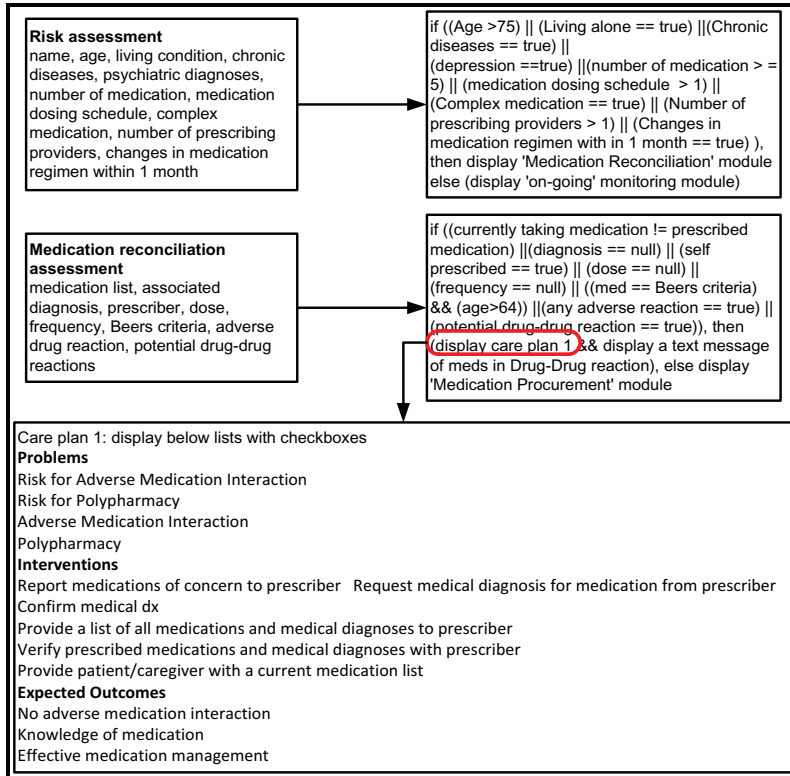 Risk assessment
name, age, living condition, chronic
diseases, psychiatric diagnoses,
number of medication, medication
dosing schedule, complex
medication, number of prescribing
providers, changes in medication
regimen within 1 month
if ((Age >75) || (Living alone == true) ||(Chronic
diseases == true) ||
(depression ==true) ||(number of medication > =
5) || (medication dosing schedule  > 1) ||
(Complex medication == true) || (Number of
prescribing providers > 1) || (Changes in
medication regimen with in 1 month == true) ),
then display 'Medication Reconciliation' module
else (display 'on-going' monitoring module)
Medication reconciliation
assessment
medication list, associated
diagnosis, prescriber, dose,
frequency, Beers criteria, adverse
drug reaction, potential drug-drug
reactions
if ((currently taking medication != prescribed
medication) ||(diagnosis == null) || (self
prescribed == true) || (dose == null) ||
(frequency == null) || ((med == Beers criteria)
&& (age>64)) ||(any adverse reaction == true) ||
(potential drug-drug reaction == true)), then
(display care plan 1 && display a text message
of meds in Drug-Drug reaction), else display
'Medication Procurement' module
Care plan 1: display below lists with checkboxes
Problems
Risk for Adverse Medication Interaction
Risk for Polypharmacy
Adverse Medication Interaction
Polypharmacy
Interventions
Report medications of concern to prescriber   Request medical diagnosis for medication from prescriber
Confirm medical dx
Provide a list of all medications and medical diagnoses to prescriber
Verify prescribed medications and medical diagnoses with prescriber
Provide patient/caregiver with a current medication list
Expected Outcomes
No adverse medication interaction
Knowledge of medication
Effective medication management